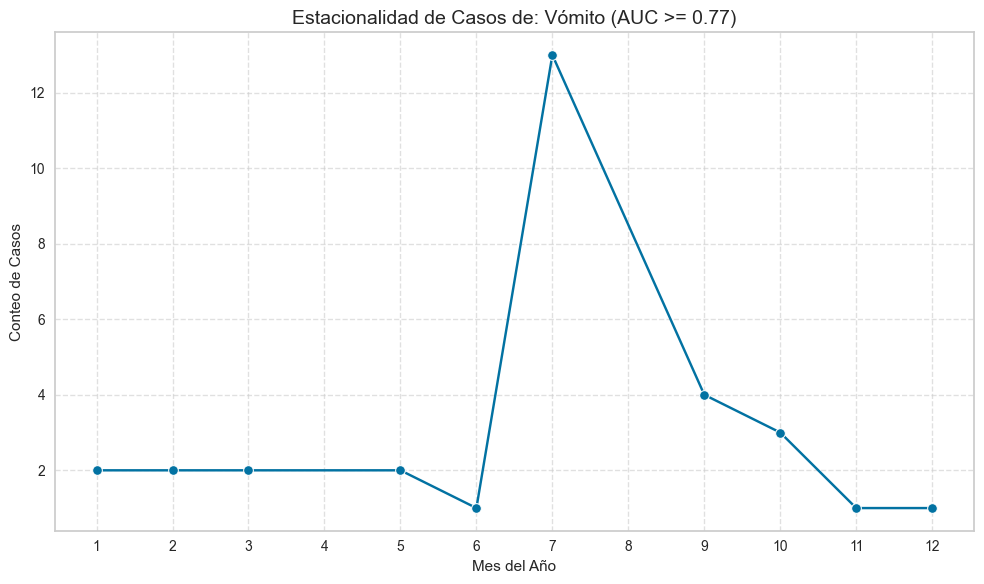 Estacionalidad de Casos de: Vómito (AUC >= 0.77)
Conteo de Casos
12
10
8
6
4
2
1 2 3 4 5 6 7 8 9 10 11 12
Mes del Año